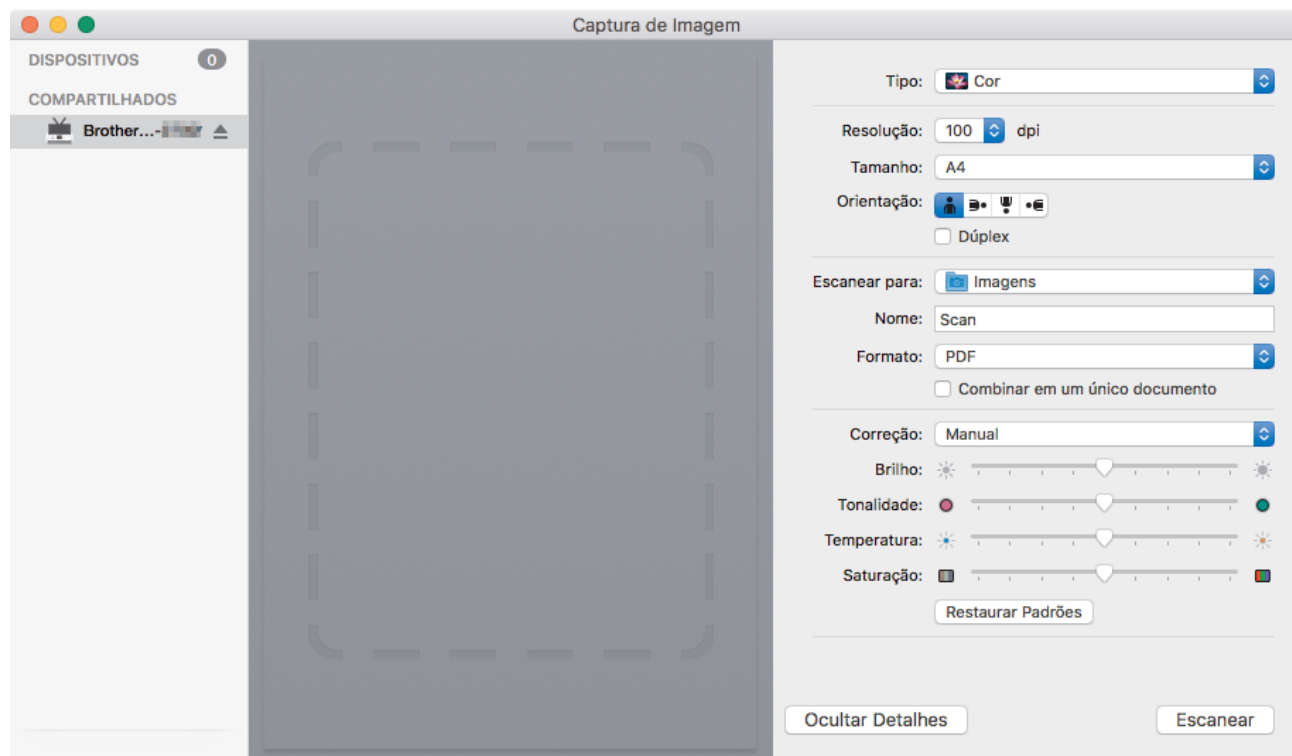 Captura de Imagem
DISPOSITIVOS 0
COMPARTILHADOS
Brother...-
Tipo: Cor
Resolução: 100 dpi
Tamanho: A4
Orientação:
Dúplex
Escanear para: Imagens
Nome: Scan
Formato: PDF
Combinar em um único documento
Correção: Manual
Brilho:
Tonalidade:
Temperatura:
Saturação:
Restaurar Padrões
Ocultar Detalhes Escanear